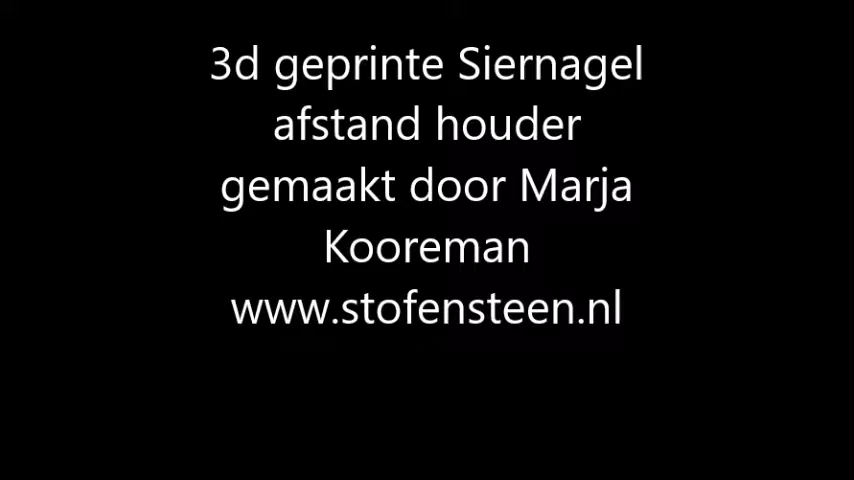 3d geprinte Siernagel
afstand houder
gemaakt door Marja
Kooreman
www.stofensteen.nl